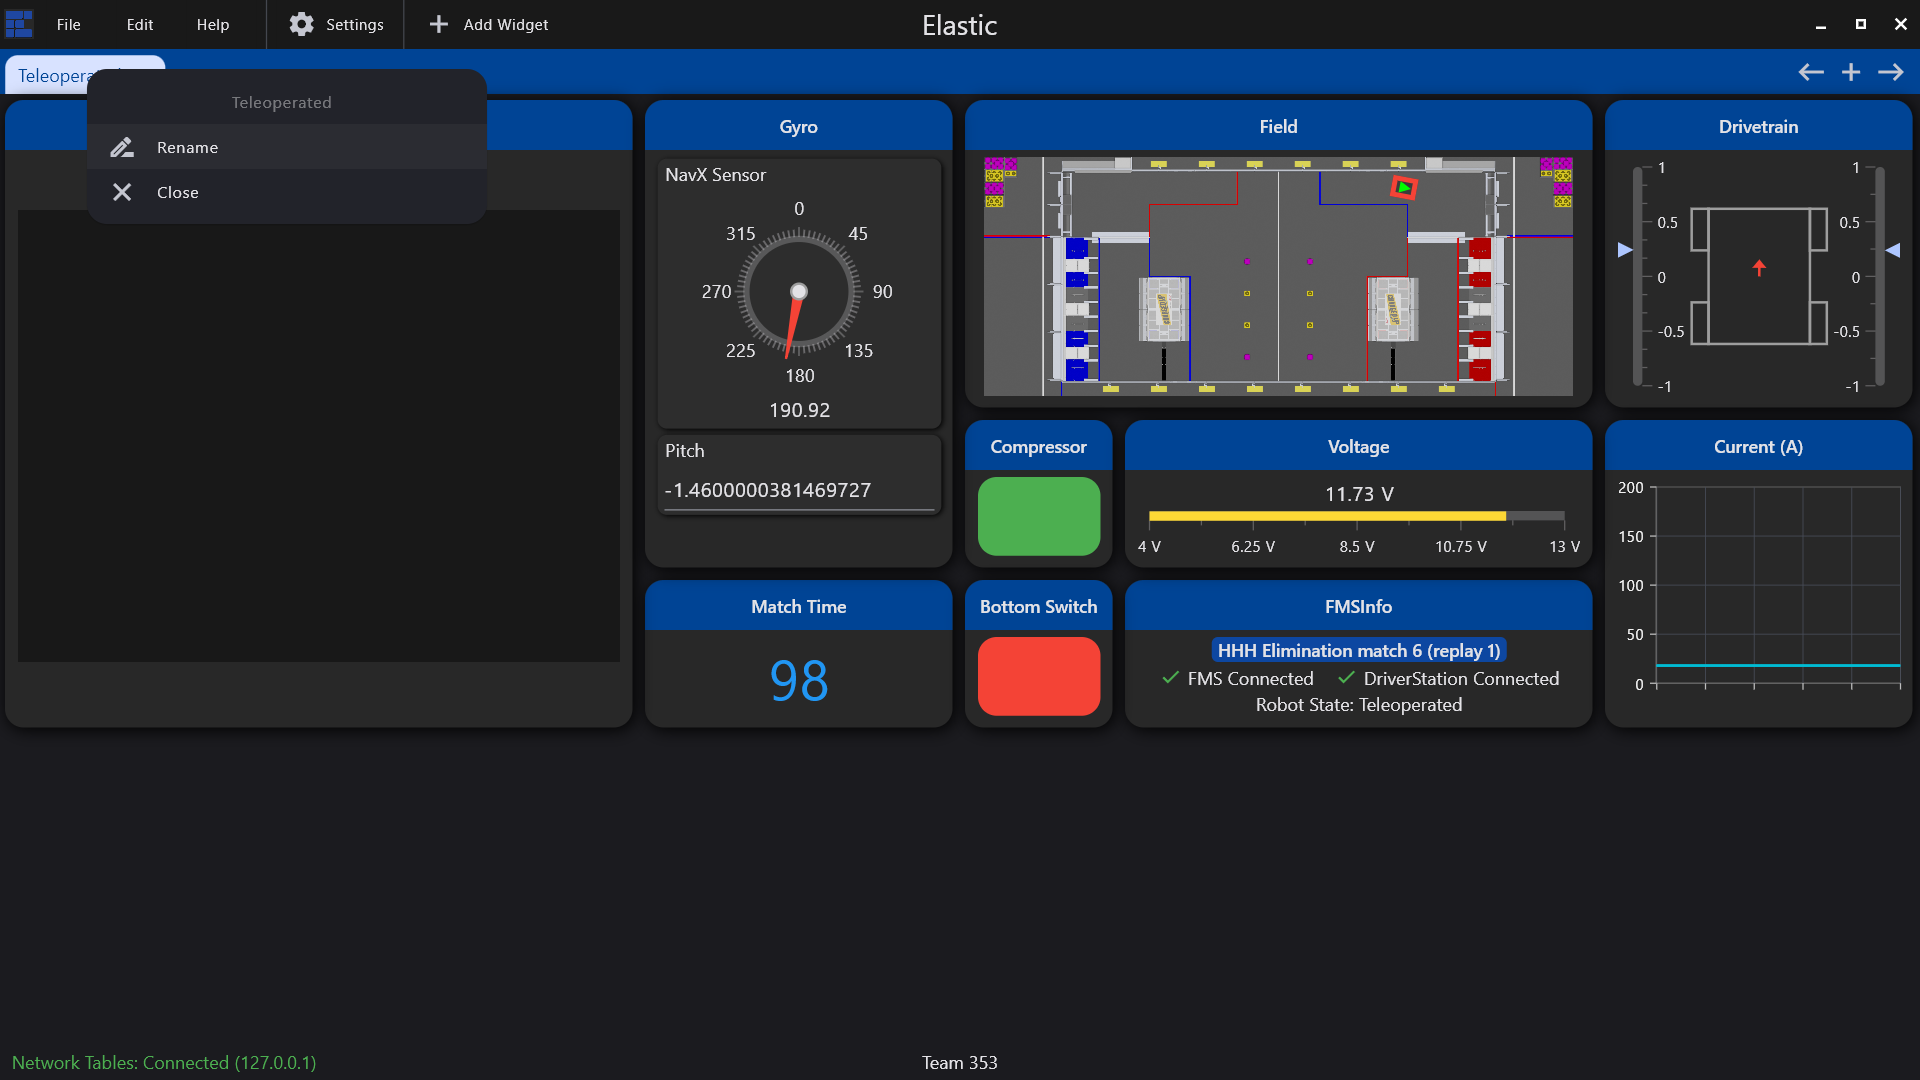 File Edit Help Settings Add Widget Elastic
Teleopera
Teleoperated
Rename
Close
Gyro
NavX Sensor
0
315 45
270 90
225 135
180
190.92
Pitch
-1.4600000381469727
Match Time
98
Field
Compressor
Bottom Switch
Voltage
11.73 V
4 V 6.25 V 8.5 V 10.75 V 13 V
FMSInfo
HHH Elimination match 6 (replay 1)
FMS Connected DriverStation Connected
Robot State: Teleoperated
Drivetrain
1 1
0.5 0.5
0 0
-0.5 -0.5
-1 -1
Current (A)
200
150
100
50
0
Network Tables: Connected (127.0.0.1) Team 353